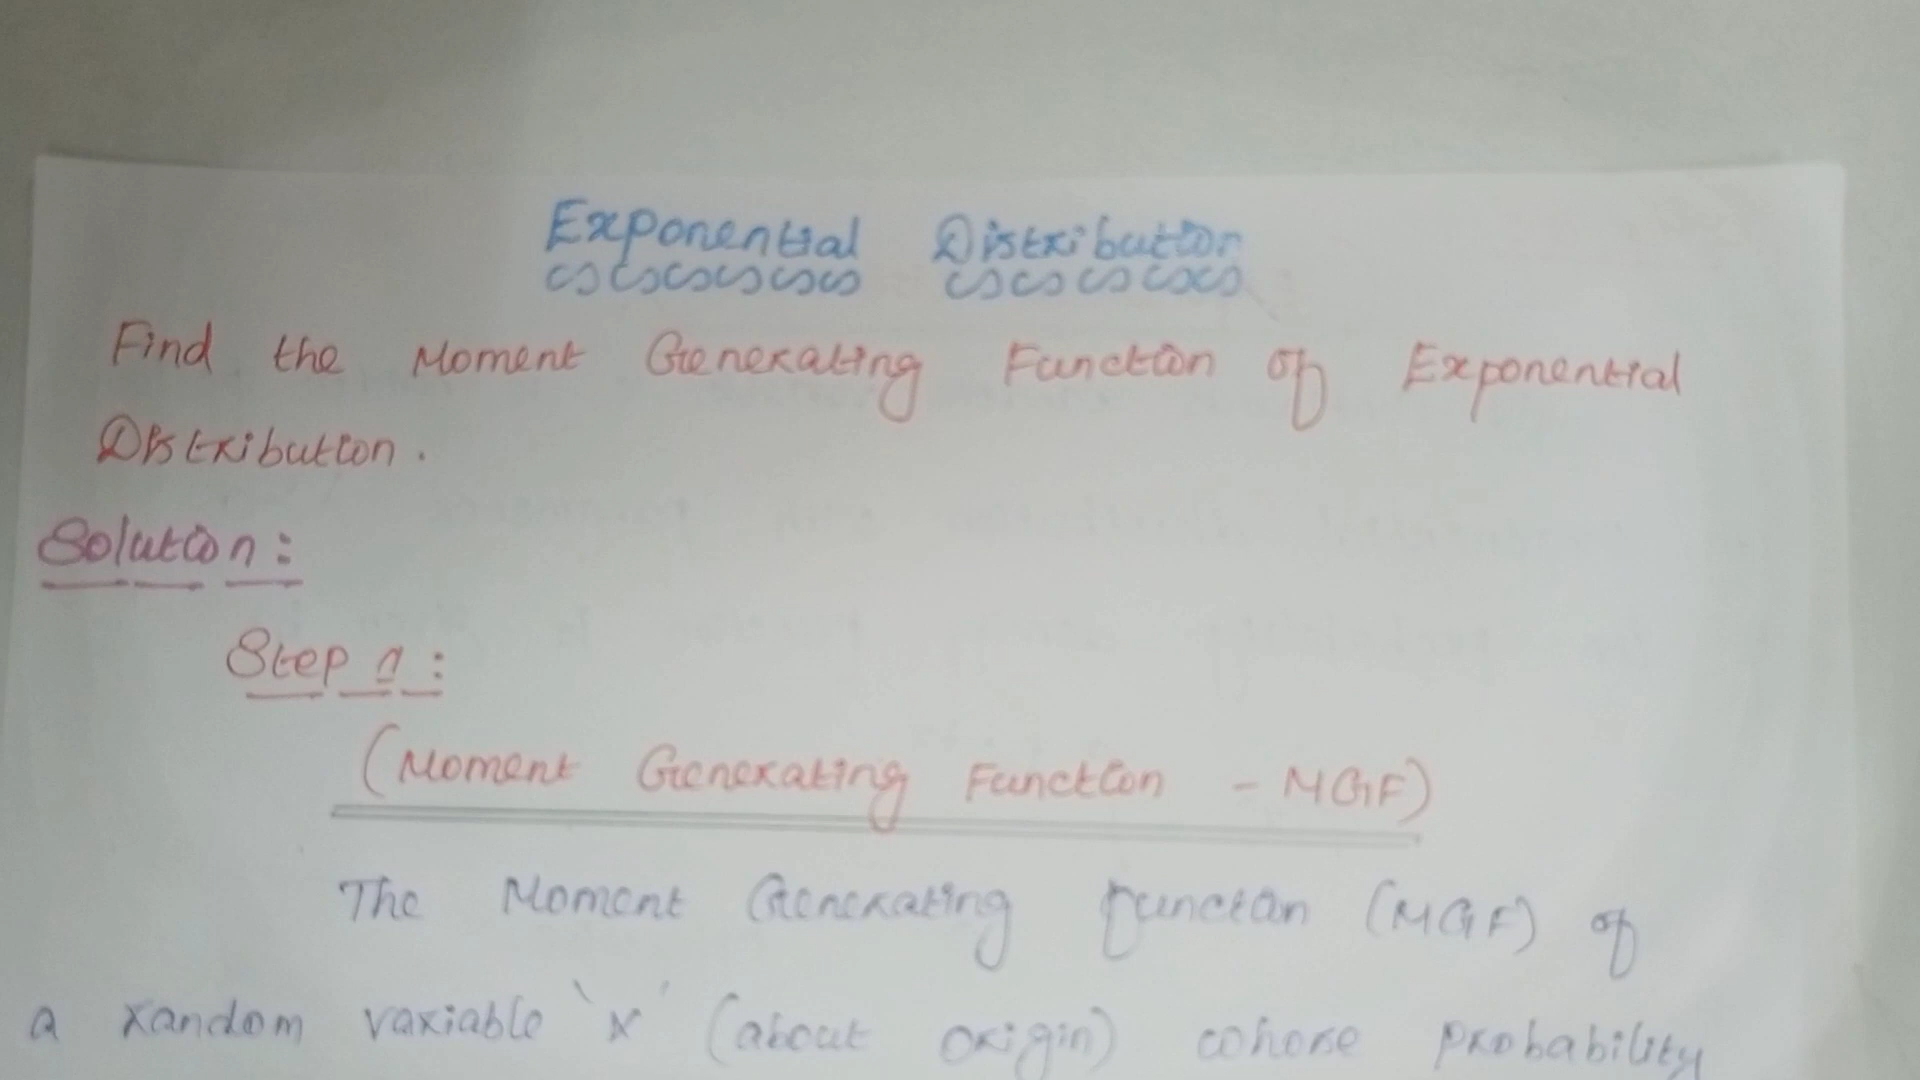 Exponential Distribution
Find the Moment Generating Function of Exponential
Distribution.
Solution:
Step 1:
(Moment Generating Function - MGF)
The Moment Generating function (MGF) of
a random variable 'x' (about origin) whose probability